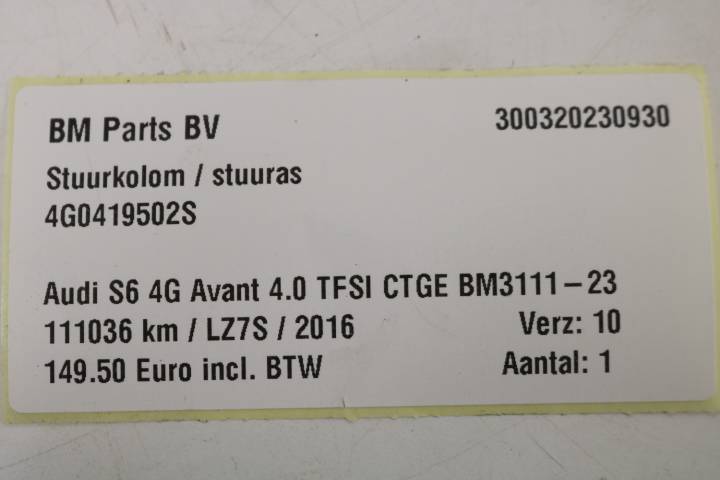 BM Parts BV 300320230930
Stuurkolom / stuuras
4G0419502S
Audi S6 4G Avant 4.0 TFSI CTGE BM3111-23
111036 km / LZ7S / 2016 Verz: 10
149.50 Euro incl. BTW Aantal: 1